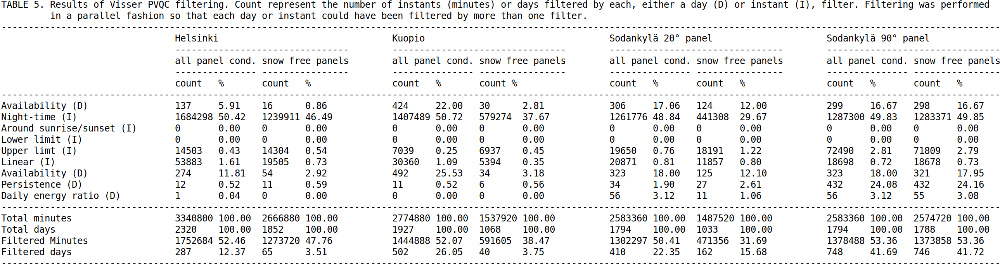 TABLE 5. Results of Visser PVQC filtering. Count represent the number of instants (minutes) or days filtered by each, either a day (D) or instant (I), filter. Filtering was performed
         in a parallel fashion so that each day or instant could have been filtered by more than one filter.
----------------------------------------------------------------------------------------------------------------------------------------------------------------------------------------
                                Helsinki                                Kuopio                                  Sodankylä 20° panel                     Sodankylä 90° panel
                                --------------------------------        --------------------------------        --------------------------------        --------------------------------
                                all panel cond. snow free panels        all panel cond. snow free panels        all panel cond. snow free panels        all panel cond. snow free panels
                                --------------- ----------------        --------------- ----------------        --------------- ----------------        --------------- ----------------
                                count   %       count   %               count   %       count %                 count   %       count   %               count   %       count   %
----------------------------------------------------------------------------------------------------------------------------------------------------------------------------------------
Availability (D)                137     5.91    16      0.86            424     22.00   30      2.81            306     17.06   124     12.00           299     16.67   298     16.67
Night-time (I)                  1684298 50.42   1239911 46.49           1407489 50.72   579274  37.67           1261776 48.84   441308  29.67           1287300 49.83   1283371 49.85
Around sunrise/sunset (I)       0       0.00    0       0.00            0       0.00    0       0.00            0       0.00    0       0.00            0       0.00    0       0.00
Lower limit (I)                 0       0.00    0       0.00            0       0.00    0       0.00            0       0.00    0       0.00            0       0.00    0       0.00
Upper limt (I)                  14503   0.43    14304   0.54            7039    0.25    6937    0.45            19650   0.76    18191   1.22            72490   2.81    71809   2.79
Linear (I)                      53883   1.61    19505   0.73            30360   1.09    5394    0.35            20871   0.81    11857   0.80            18698   0.72    18678   0.73
Availability (D)                274     11.81   54      2.92            492     25.53   34      3.18            323     18.00   125     12.10           323     18.00   321     17.95
Persistence (D)                 12      0.52    11      0.59            11      0.52    6       0.56            34      1.90    27      2.61            432     24.08   432     24.16
Daily energy ratio (D)          1       0.04    0       0.00            0       0.00    0       0.00            56      3.12    11      1.06            56      3.12    55      3.08
----------------------------------------------------------------------------------------------------------------------------------------------------------------------------------------
Total minutes                   3340800 100.00  2666880 100.00          2774880 100.00  1537920 100.00          2583360 100.00  1487520 100.00          2583360 100.00  2574720 100.00
Total days                      2320    100.00  1852    100.00          1927    100.00  1068    100.00          1794    100.00  1033    100.00          1794    100.00  1788    100.00
Filtered Minutes                1752684 52.46   1273720 47.76           1444888 52.07   591605  38.47           1302297 50.41   471356  31.69           1378488 53.36   1373858 53.36
Filtered days                   287     12.37   65      3.51            502     26.05   40      3.75            410     22.35   162     15.68           748     41.69   746     41.72
----------------------------------------------------------------------------------------------------------------------------------------------------------------------------------------